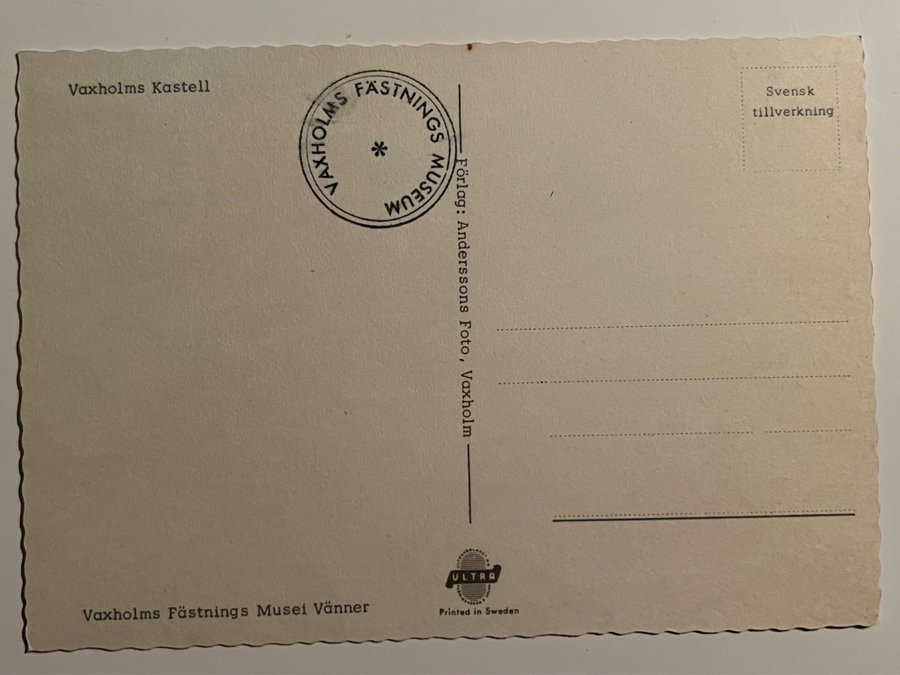 Vaxholms Kastell
VAXHOLMS FÄSTNINGS MUSEUM
*
Svensk
tillverkning
Förlag: Anderssons Foto, Vaxholm
ULTRA
Printed in Sweden
Vaxholms Fästnings Musei Vänner